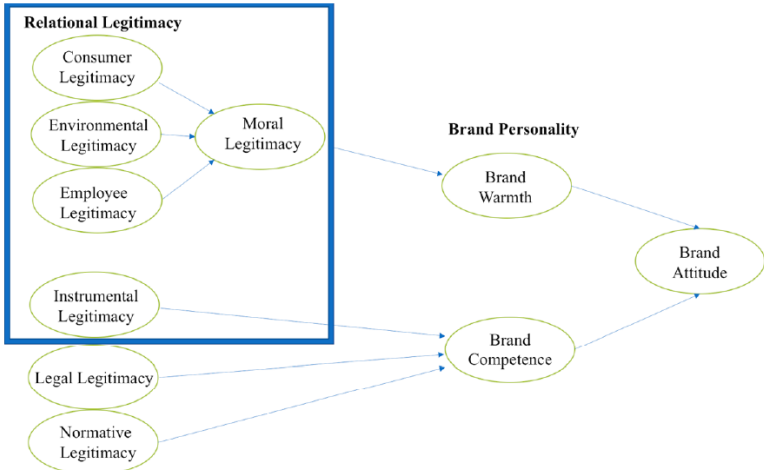 Relational Legitimacy
Consumer
Legitimacy
Environmental
Legitimacy
Employee
Legitimacy
Moral
Legitimacy
Instrumental
Legitimacy
Legal Legitimacy
Normative
Legitimacy
Brand Personality
Brand
Warmth
Brand
Competence
Brand
Attitude